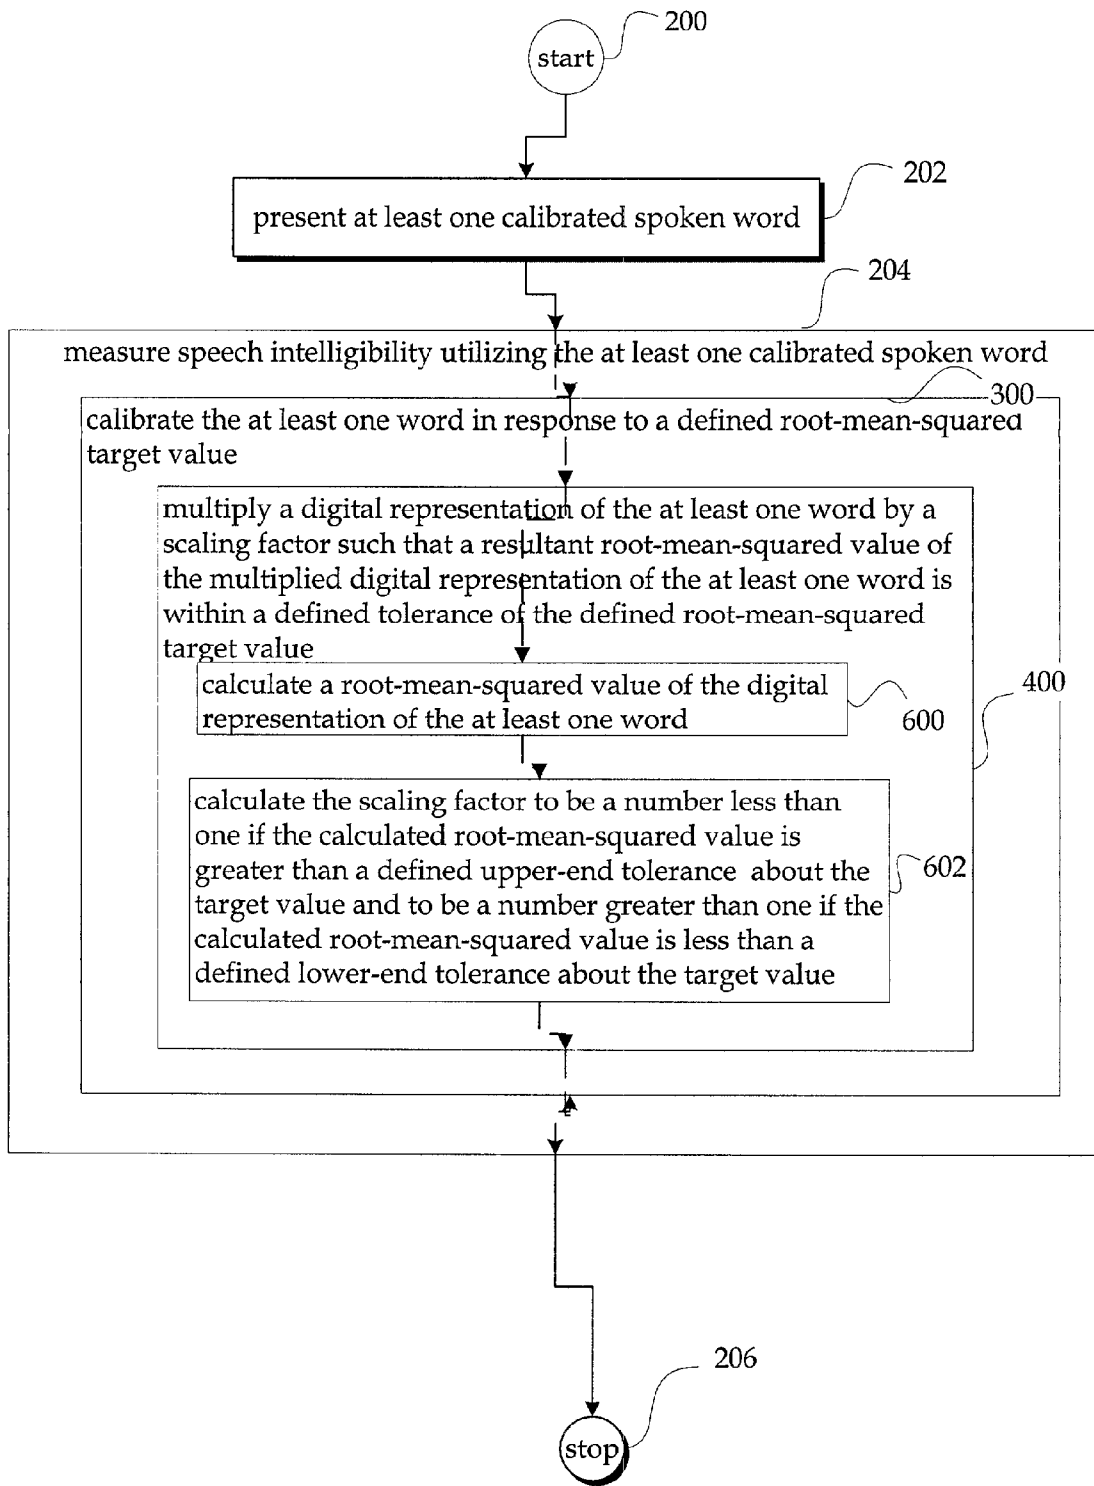 200
start
202
present at least one calibrated spoken word
204
measure speech intelligibility utilizing the at least one calibrated spoken word
300
calibrate the at least one word in response to a defined root-mean-squared
target value
multiply a digital representation of the at least one word by a
scaling factor such that a resultant root-mean-squared value of
the multiplied digital representation of the at least one word is
within a defined tolerance of the defined root-mean-squared
target value
400
calculate a root-mean-squared value of the digital
representation of the at least one word
600
calculate the scaling factor to be a number less than
one if the calculated root-mean-squared value is
greater than a defined upper-end tolerance about the
target value and to be a number greater than one if the
calculated root-mean-squared value is less than a
defined lower-end tolerance about the target value
602
206
stop